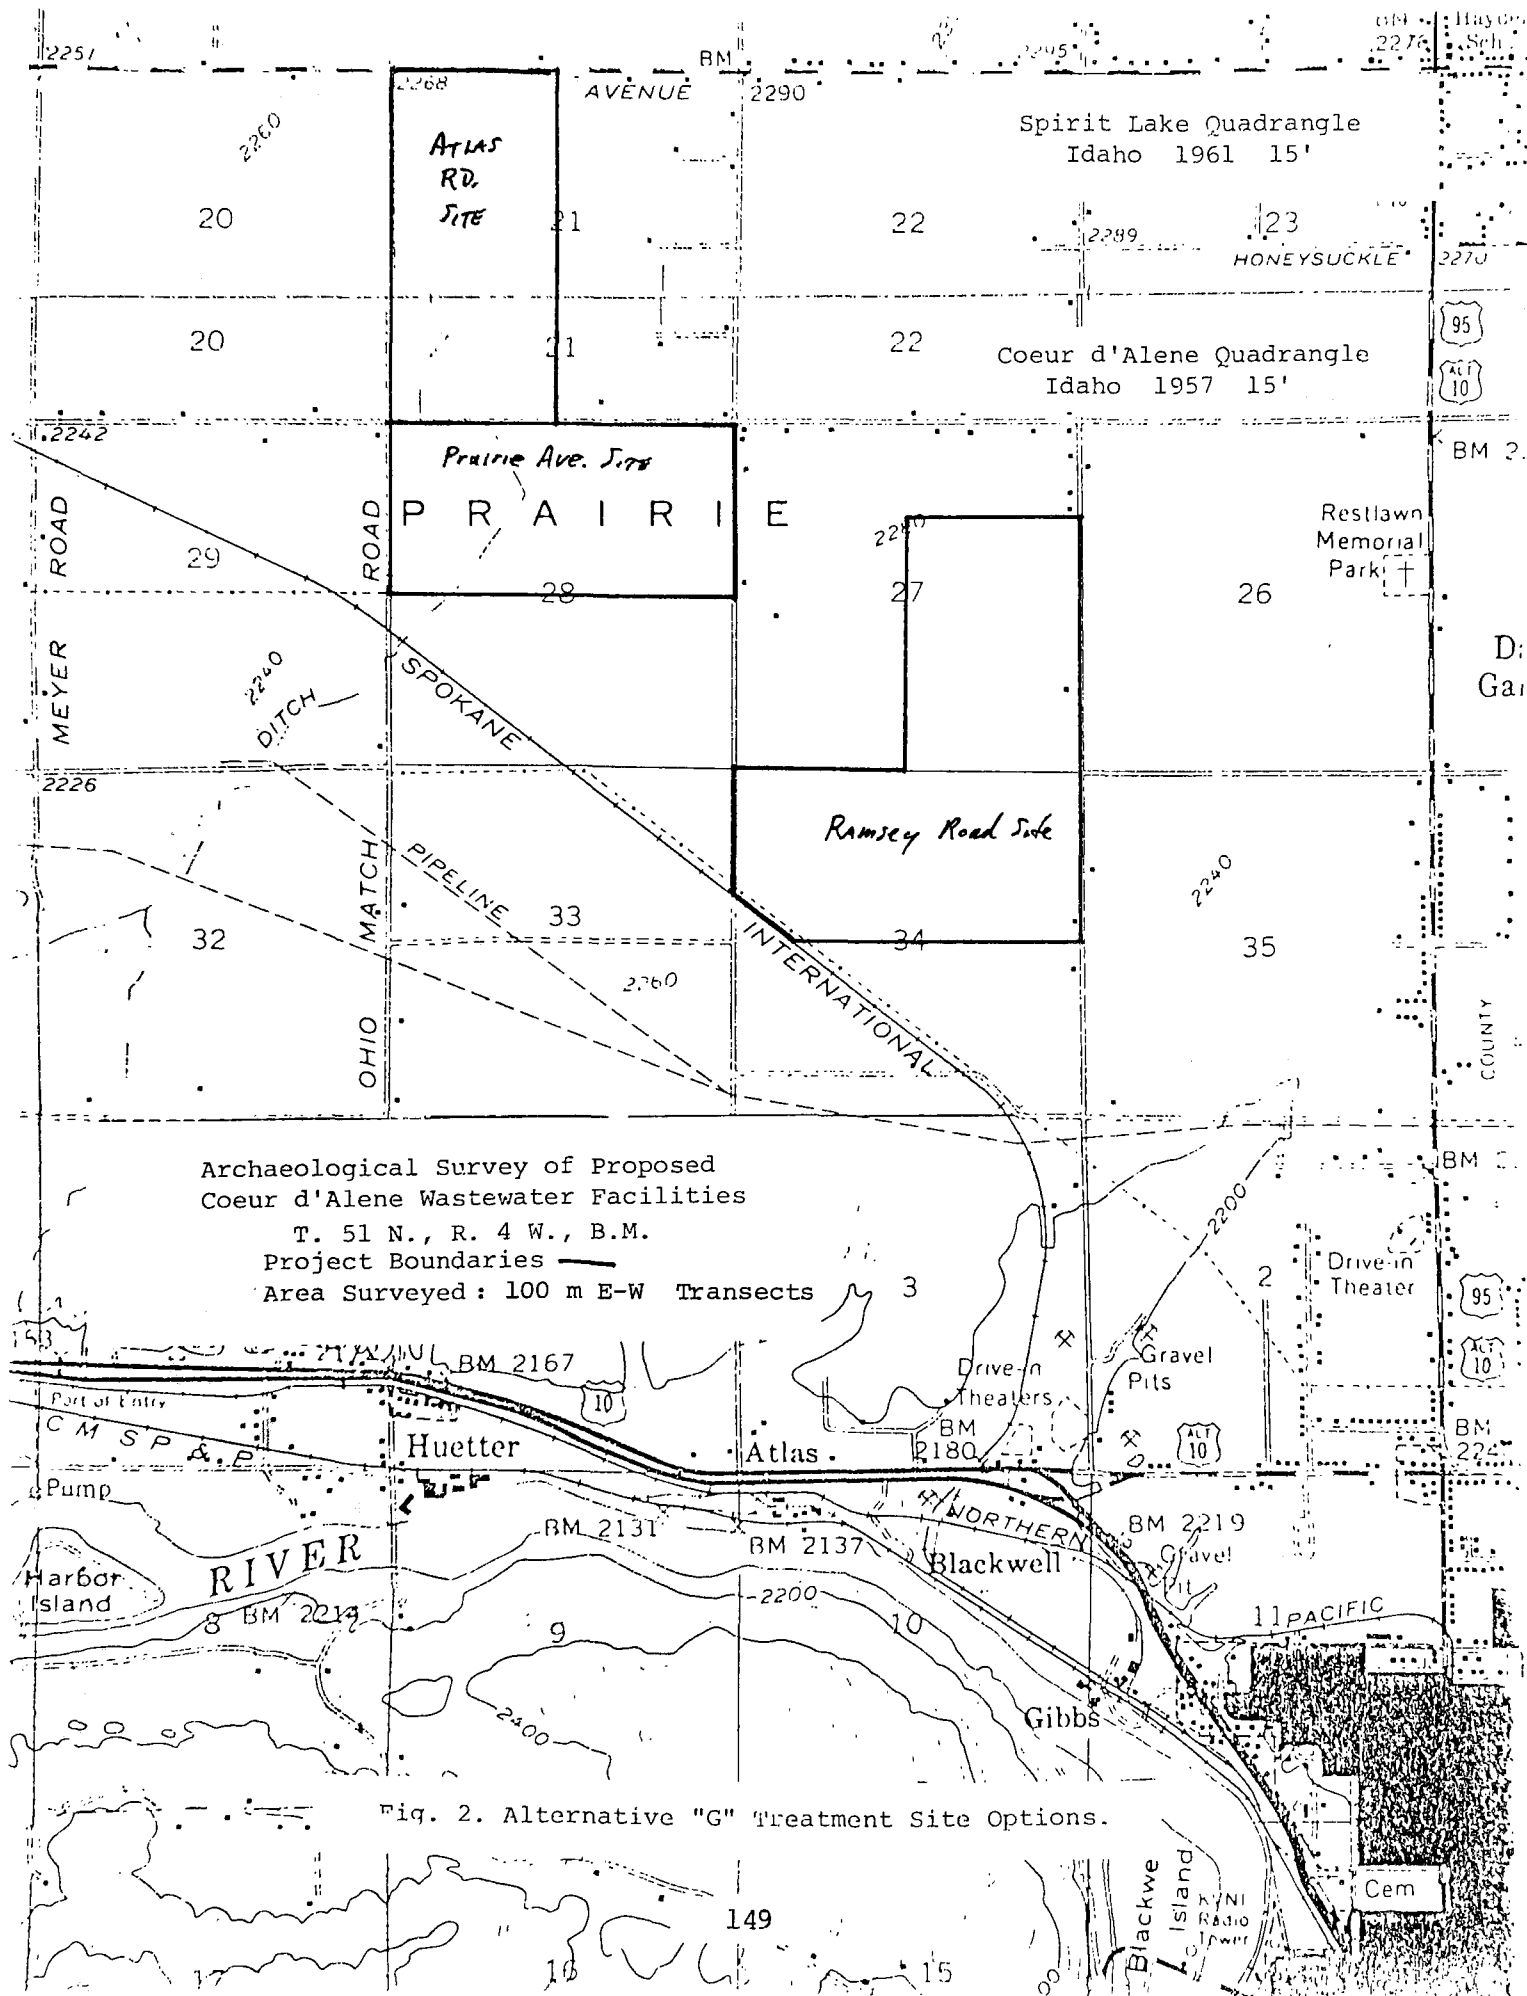 2251
BM
2295
2276
Sch
2268
AVENUE
2290
2260
ATLAS
RD.
SITE
Spirit Lake Quadrangle
Idaho 1961 15'
20
21
22
23
2289
HONEYSUCKLE
2270
20
21
22
95
Coeur d'Alene Quadrangle
Idaho 1957 15'
ALT
10
2242
Prairie Ave. Site
BM
PRAIRIE
MEYER ROAD
OHIO MATCH ROAD
29
28
27
26
Restlawn
Memorial
Park
2240
DITCH
SPOKANE
INTERNATIONAL
2226
Ramsey Road Site
PIPELINE
2240
32
33
34
35
2260
COUNTY
Archaeological Survey of Proposed
Coeur d'Alene Wastewater Facilities
T. 51 N., R. 4 W., B.M.
Project Boundaries
Area Surveyed: 100 m E-W Transects
BM
2200
3
2
Drive-in
Theater
95
ALT
10
BM 2167
10
Drive-in
Theaters
Gravel
Pits
Port of Entry
C M S P & P
Huetter
Atlas
BM
2180
ALT
10
BM
Pump
BM 2131
BM 2137
NORTHERN
PACIFIC
BM 2219
Gravel
Pit
Blackwell
Harbor
Island
RIVER
8
BM 2214
9
2200
10
11
2400
Gibbs
Fig. 2. Alternative "G" Treatment Site Options.
Blackwe
Island
Radio
Tower
Cem
149
17
16
15